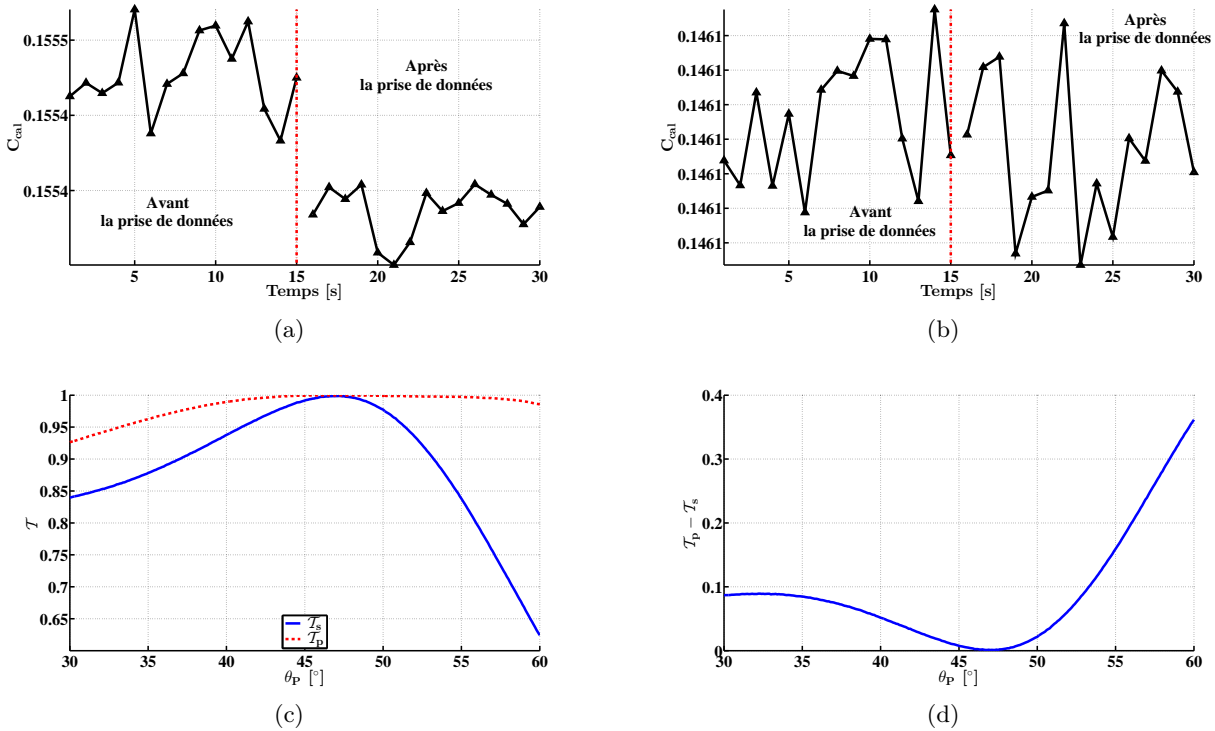 0.1555
0.1554
0.1554
C_cal
Après
la prise de données
Avant
la prise de données
5 10 15 20 25 30
Temps [s]
(a)
0.1461
0.1461
0.1461
0.1461
0.1461
0.1461
0.1461
C_cal
Après
la prise de données
Avant
la prise de données
5 10 15 20 25 30
Temps [s]
(b)
1
0.95
0.9
0.85
0.8
0.75
0.7
0.65
𝒯
𝒯_s
𝒯_p
30 35 40 45 50 55 60
θ_P [°]
(c)
0.4
0.3
0.2
0.1
0
𝒯_p − 𝒯_s
30 35 40 45 50 55 60
θ_P [°]
(d)